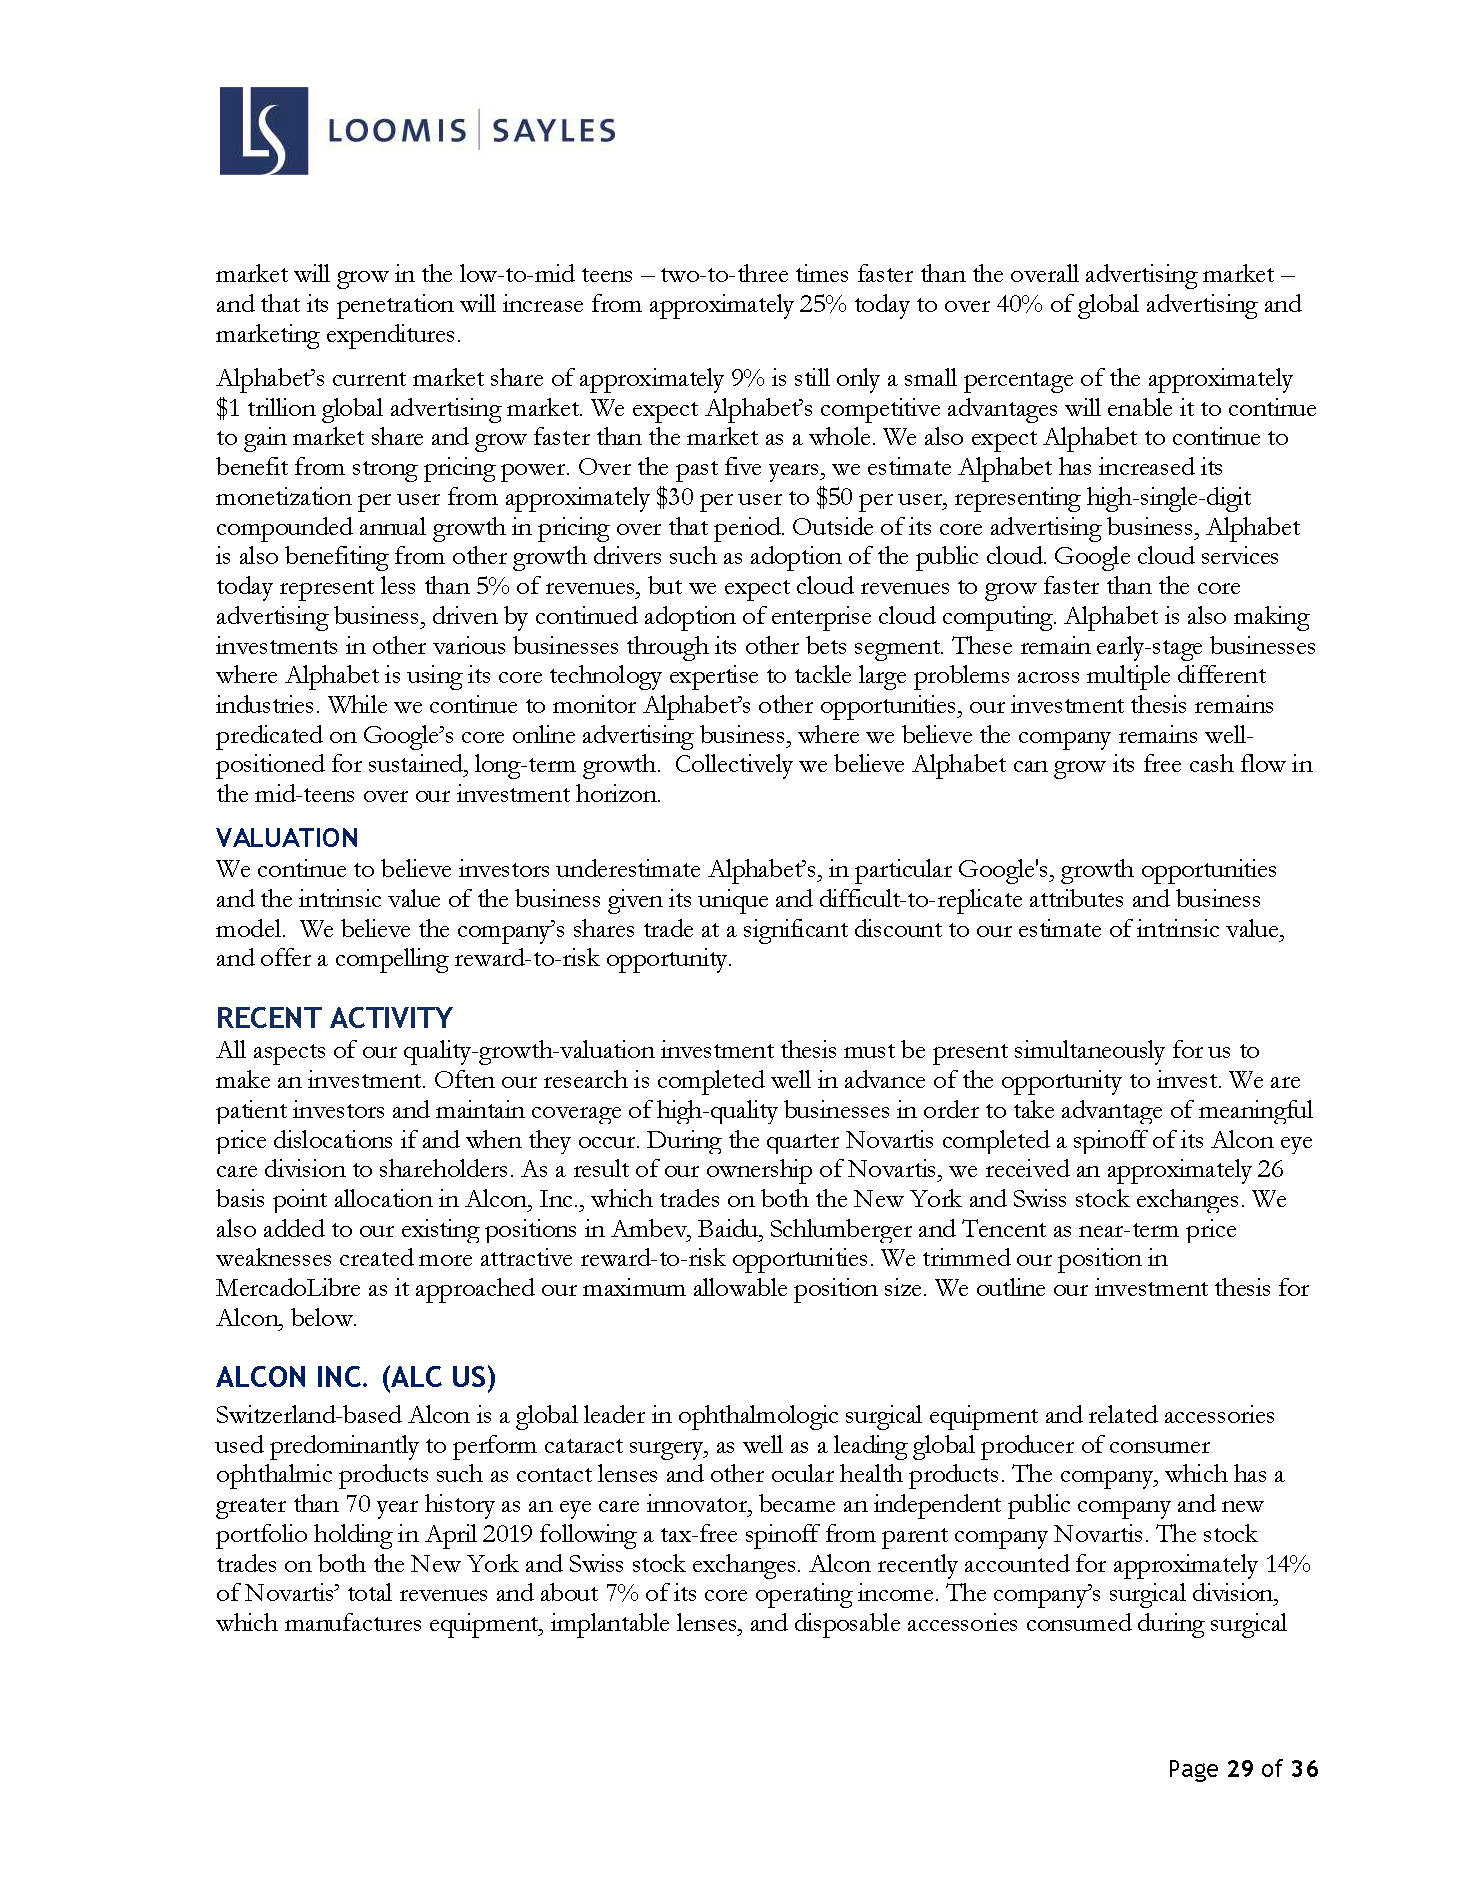 LS LOOMIS | SAYLES
market will grow in the low-to-mid teens – two-to-three times faster than the overall advertising market –
and that its penetration will increase from approximately 25% today to over 40% of global advertising and
marketing expenditures.
Alphabet’s current market share of approximately 9% is still only a small percentage of the approximately
$1 trillion global advertising market. We expect Alphabet’s competitive advantages will enable it to continue
to gain market share and grow faster than the market as a whole. We also expect Alphabet to continue to
benefit from strong pricing power. Over the past five years, we estimate Alphabet has increased its
monetization per user from approximately $30 per user to $50 per user, representing high-single-digit
compounded annual growth in pricing over that period. Outside of its core advertising business, Alphabet
is also benefiting from other growth drivers such as adoption of the public cloud. Google cloud services
today represent less than 5% of revenues, but we expect cloud revenues to grow faster than the core
advertising business, driven by continued adoption of enterprise cloud computing. Alphabet is also making
investments in other various businesses through its other bets segment. These remain early-stage businesses
where Alphabet is using its core technology expertise to tackle large problems across multiple different
industries. While we continue to monitor Alphabet’s other opportunities, our investment thesis remains
predicated on Google’s core online advertising business, where we believe the company remains well-
positioned for sustained, long-term growth.  Collectively we believe Alphabet can grow its free cash flow in
the mid-teens over our investment horizon.
VALUATION
We continue to believe investors underestimate Alphabet’s, in particular Google's, growth opportunities
and the intrinsic value of the business given its unique and difficult-to-replicate attributes and business
model.  We believe the company’s shares trade at a significant discount to our estimate of intrinsic value,
and offer a compelling reward-to-risk opportunity.
RECENT ACTIVITY
All aspects of our quality-growth-valuation investment thesis must be present simultaneously for us to
make an investment. Often our research is completed well in advance of the opportunity to invest. We are
patient investors and maintain coverage of high-quality businesses in order to take advantage of meaningful
price dislocations if and when they occur. During the quarter Novartis completed a spinoff of its Alcon eye
care division to shareholders. As a result of our ownership of Novartis, we received an approximately 26
basis point allocation in Alcon, Inc., which trades on both the New York and Swiss stock exchanges. We
also added to our existing positions in Ambev, Baidu, Schlumberger and Tencent as near-term price
weaknesses created more attractive reward-to-risk opportunities. We trimmed our position in
MercadoLibre as it approached our maximum allowable position size. We outline our investment thesis for
Alcon, below.
ALCON INC. (ALC US)
Switzerland-based Alcon is a global leader in ophthalmologic surgical equipment and related accessories
used predominantly to perform cataract surgery, as well as a leading global producer of consumer
ophthalmic products such as contact lenses and other ocular health products. The company, which has a
greater than 70 year history as an eye care innovator, became an independent public company and new
portfolio holding in April 2019 following a tax-free spinoff from parent company Novartis. The stock
trades on both the New York and Swiss stock exchanges. Alcon recently accounted for approximately 14%
of Novartis’ total revenues and about 7% of its core operating income. The company’s surgical division,
which manufactures equipment, implantable lenses, and disposable accessories consumed during surgical
Page 29 of 36